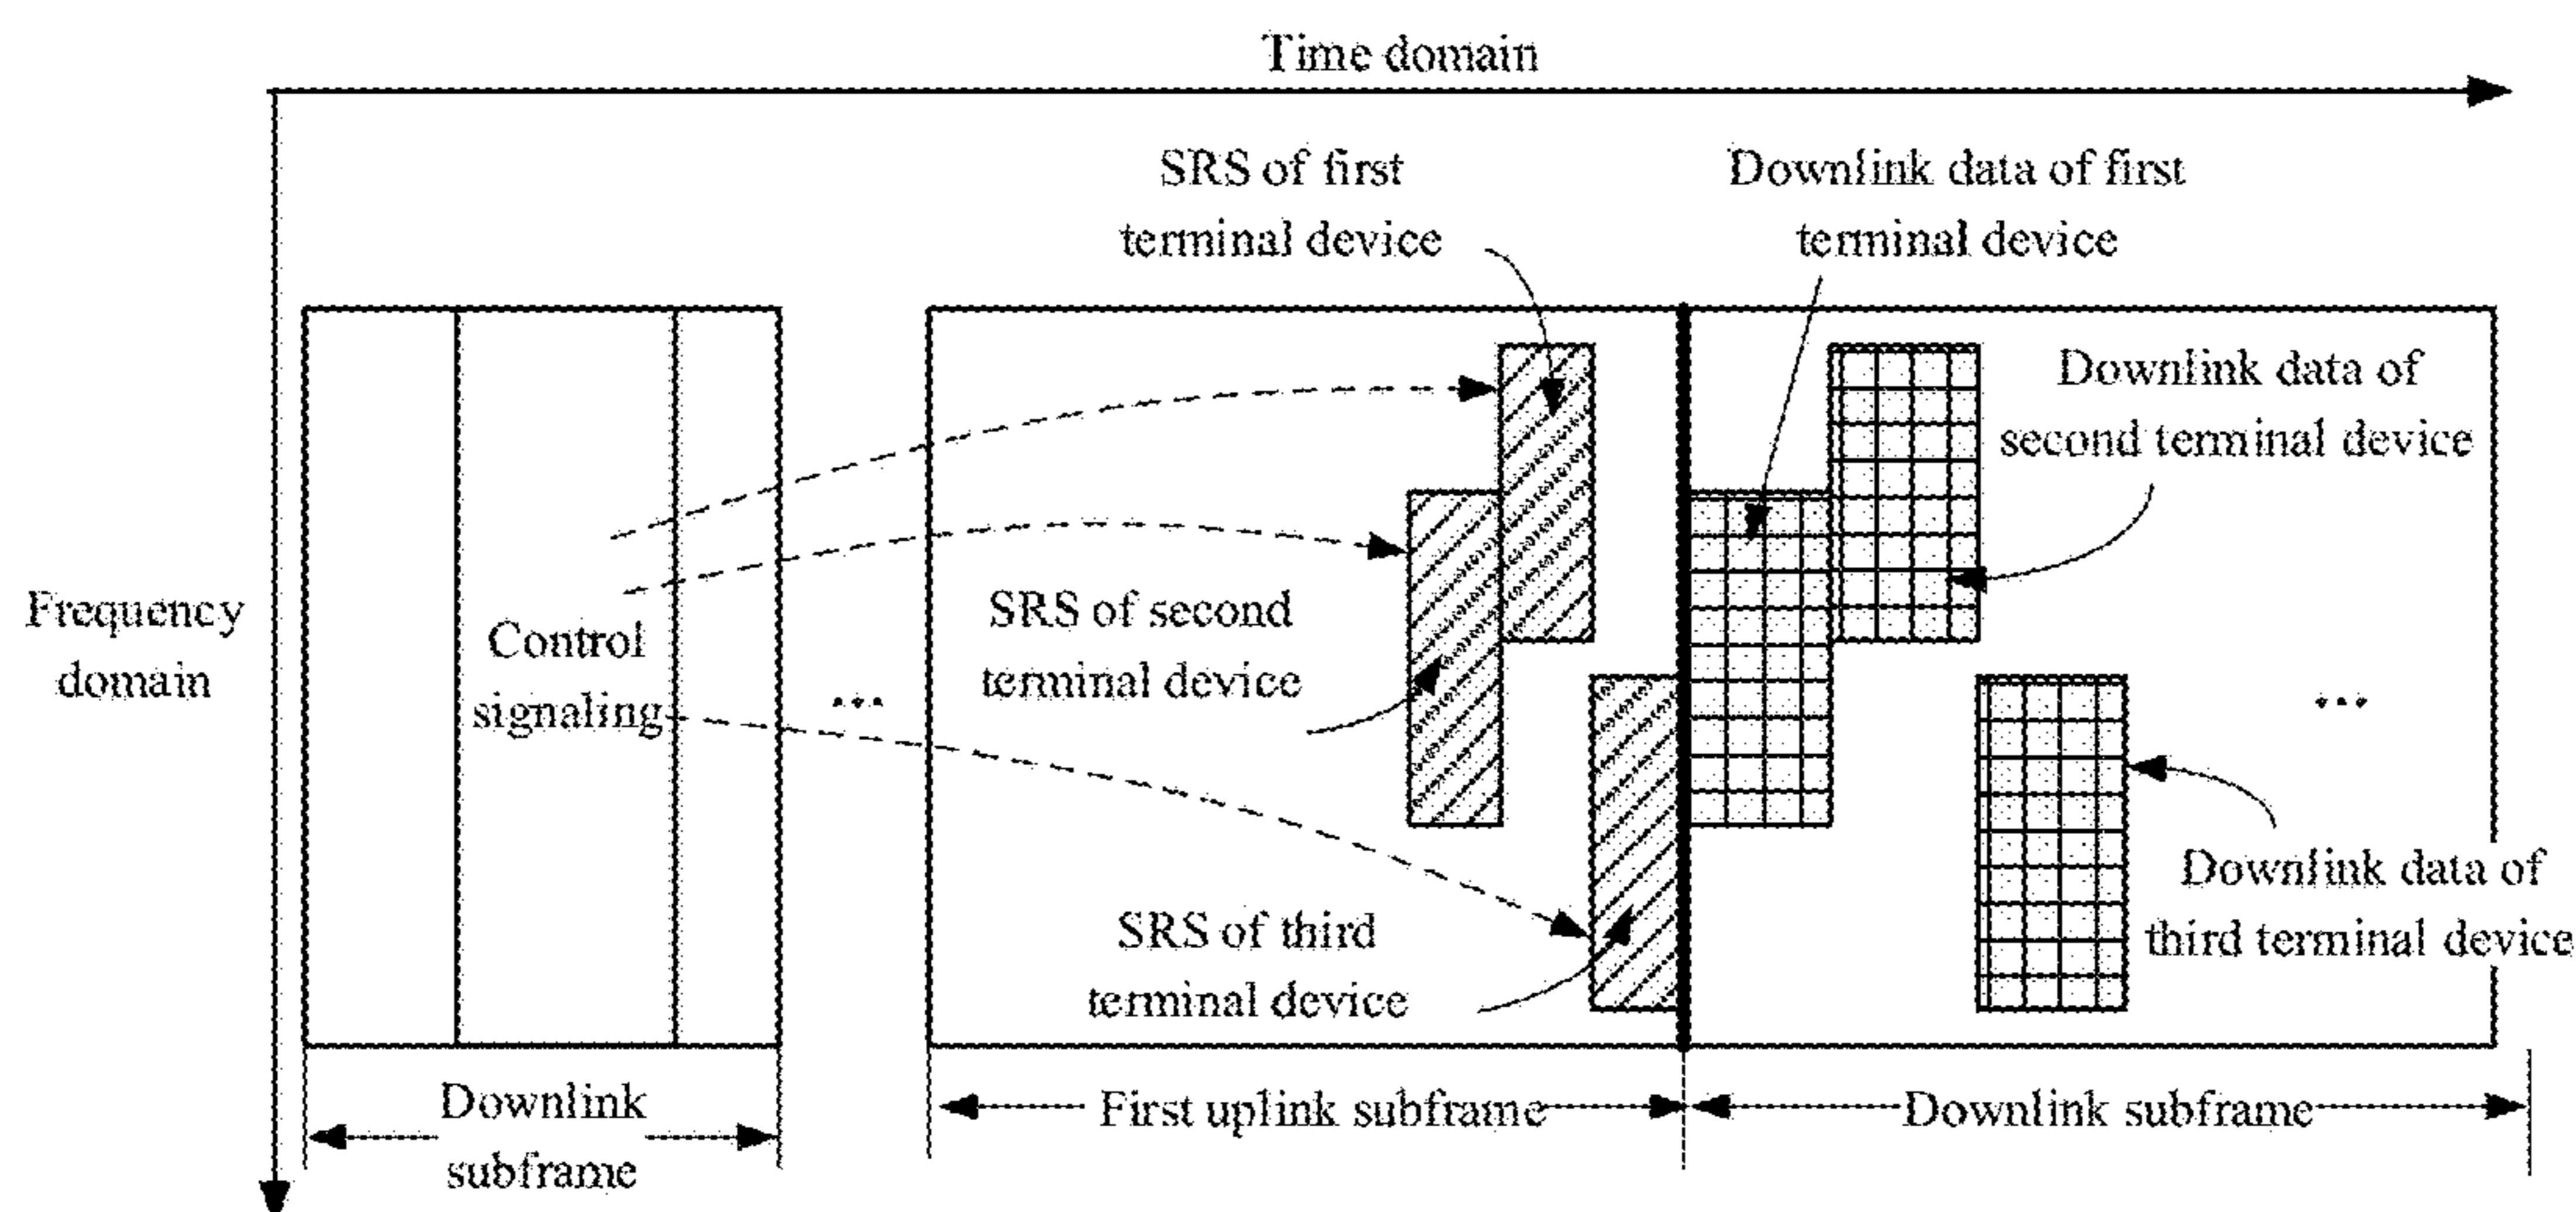 Time domain
SRS of first
terminal device
Downlink data of first
terminal device
Downlink data of
second terminal device
Frequency
domain
Control
signaling
...
SRS of second
terminal device
...
SRS of third
terminal device
Downlink data of
third terminal device
Downlink
subframe
First uplink subframe
Downlink subframe